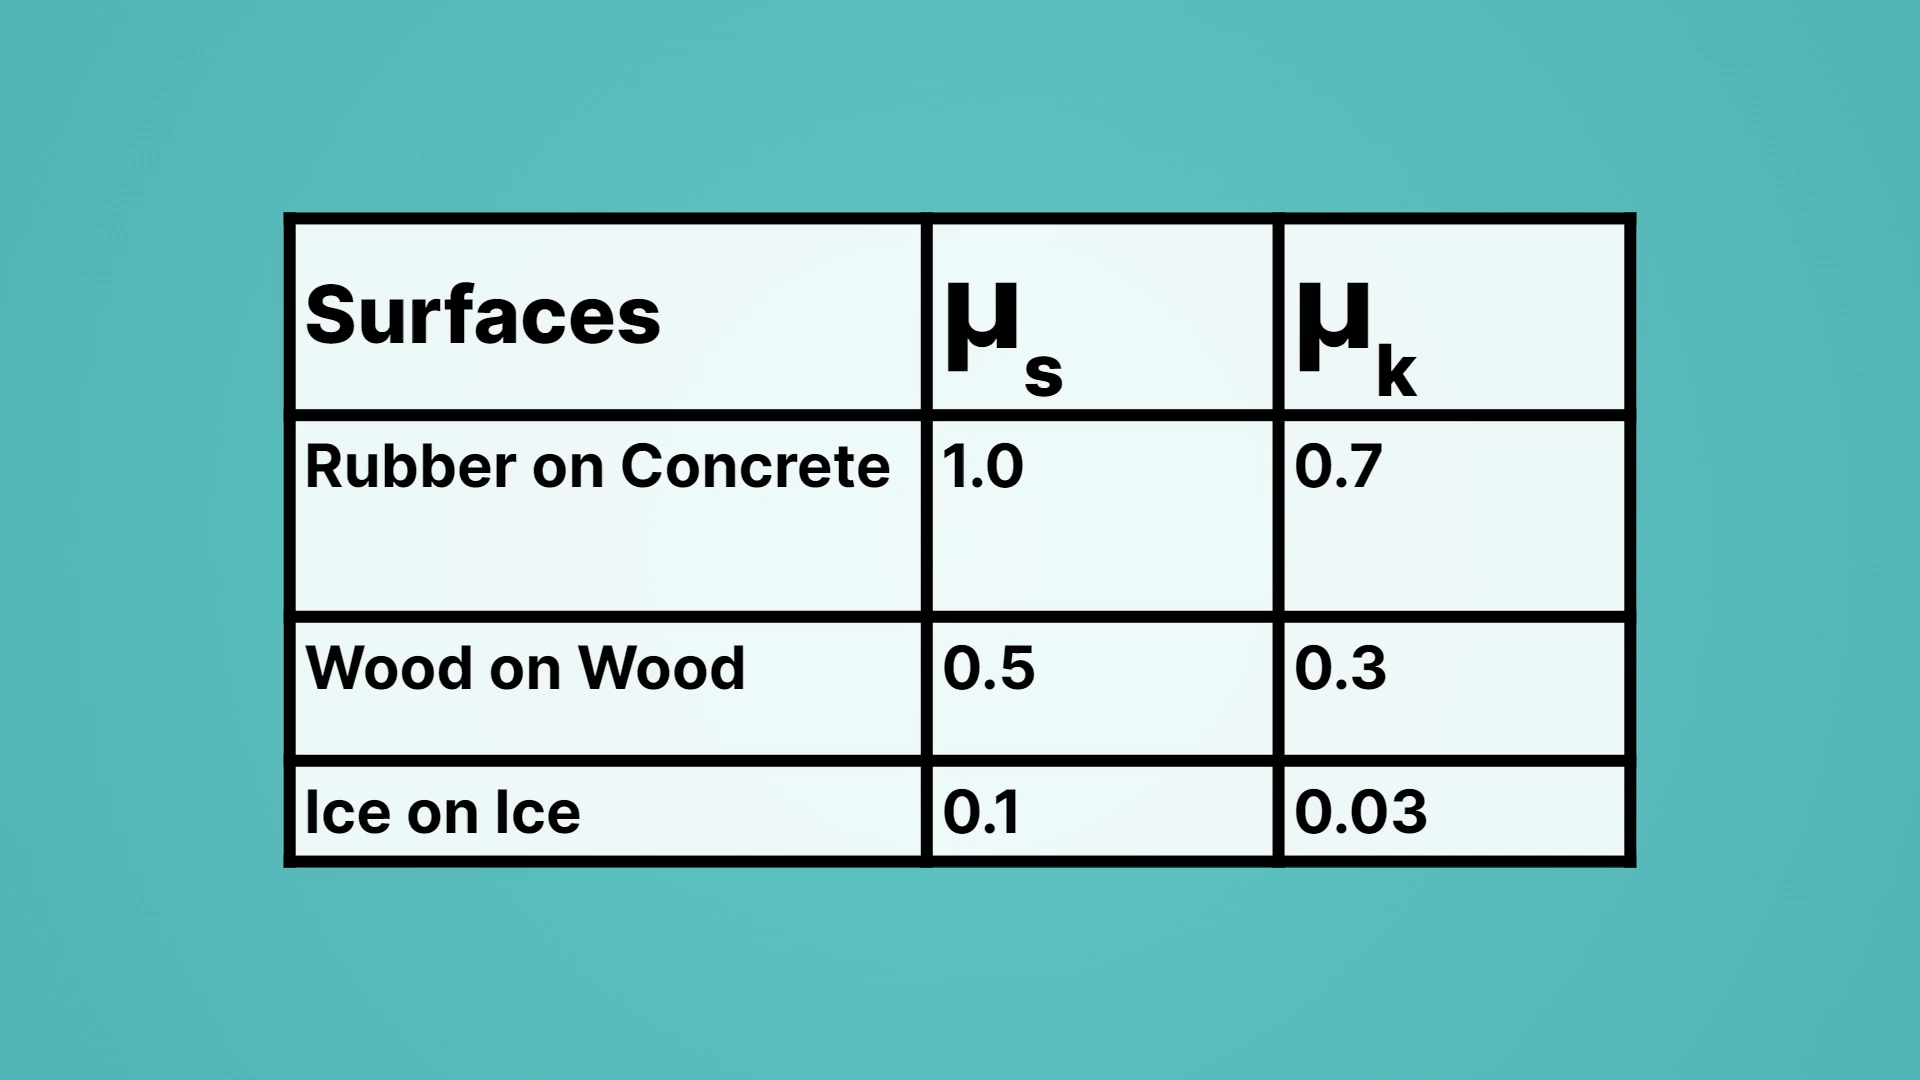 Surfaces μs μk
Rubber on Concrete 1.0 0.7
Wood on Wood 0.5 0.3
Ice on Ice 0.1 0.03